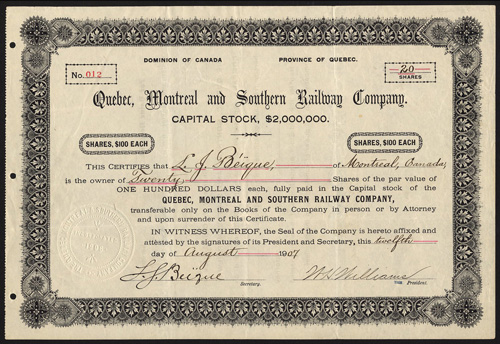 DOMINION OF CANADA PROVINCE OF QUEBEC.
No. 012
20
SHARES
Quebec, Montreal and Southern Railway Company.
CAPITAL STOCK, $2,000,000.
SHARES, $100 EACH SHARES, $100 EACH
THIS CERTIFIES that L. J. Béique, of Montreal, Canada,
is the owner of Twenty, Shares of the par value of
ONE HUNDRED DOLLARS each, fully paid in the Capital stock of the
QUEBEC, MONTREAL AND SOUTHERN RAILWAY COMPANY,
transferable only on the Books of the Company in person or by Attorney
and upon surrender of this Certificate.
IN WITNESS WHEREOF, the Seal of the Company is hereto affixed and
attested by the signatures of its President and Secretary, this twelfth
day of August 1907
Béique W H Williams
Secretary. President.